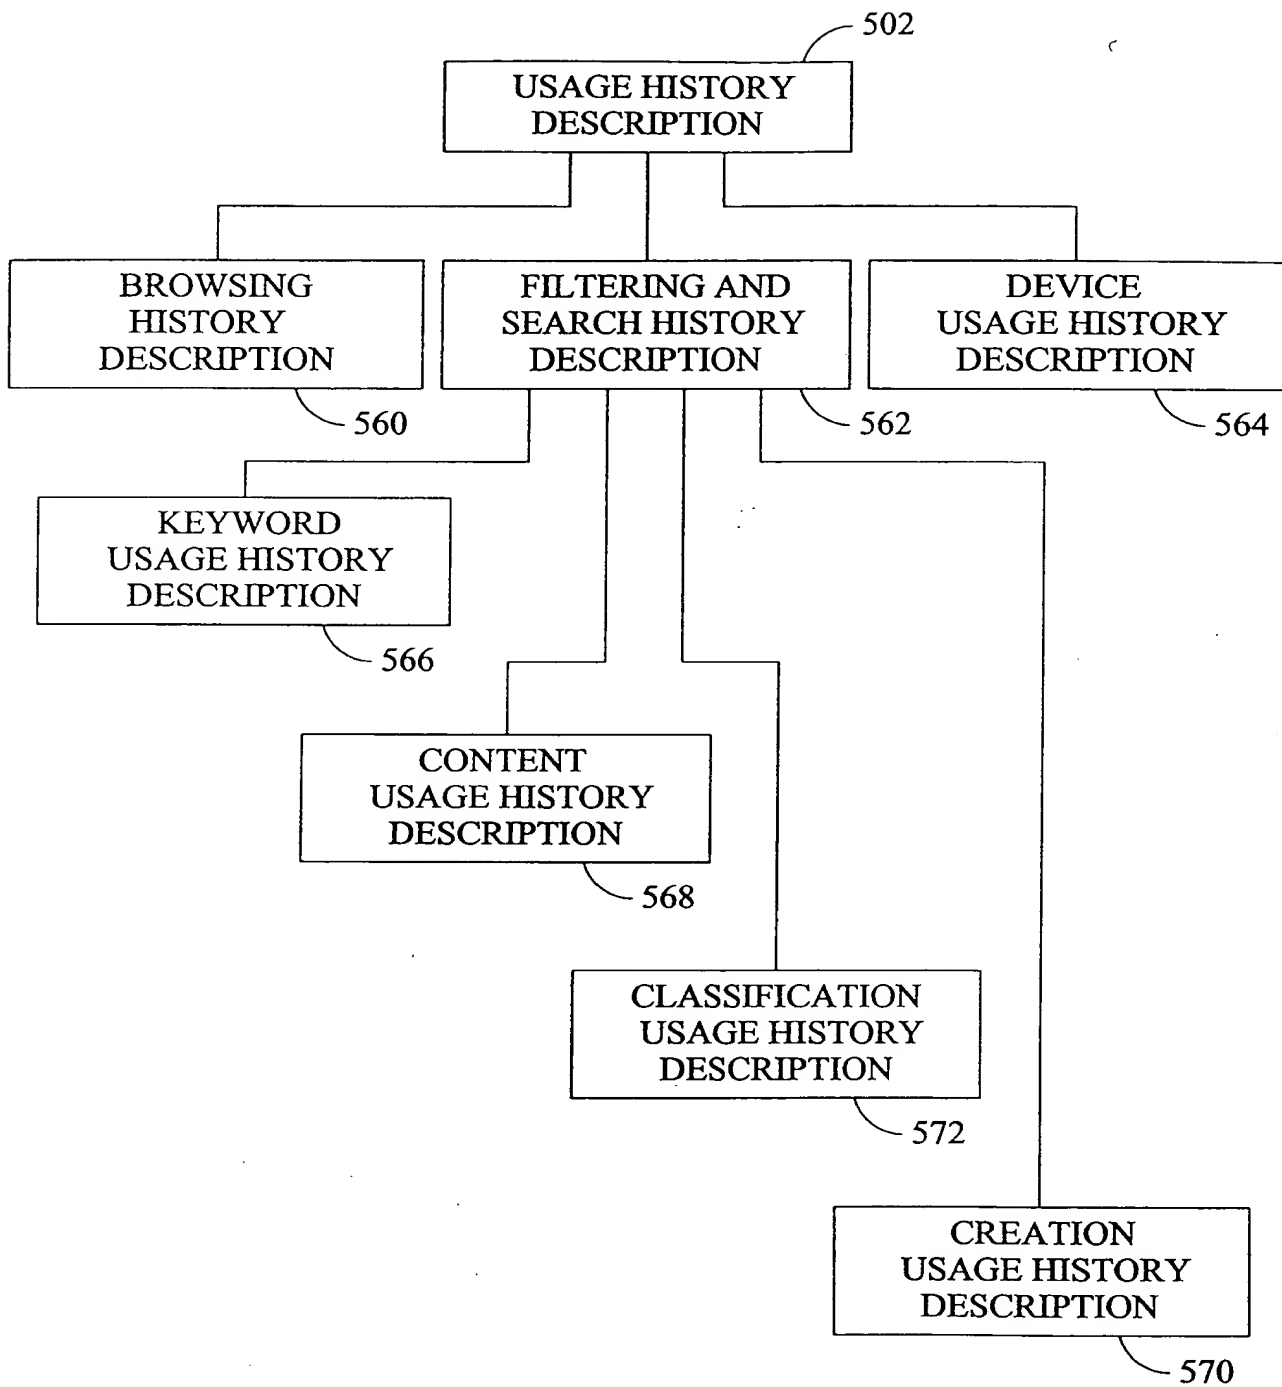 502
USAGE HISTORY
DESCRIPTION
BROWSING
HISTORY
DESCRIPTION
560
FILTERING AND
SEARCH HISTORY
DESCRIPTION
562
DEVICE
USAGE HISTORY
DESCRIPTION
564
KEYWORD
USAGE HISTORY
DESCRIPTION
566
CONTENT
USAGE HISTORY
DESCRIPTION
568
CLASSIFICATION
USAGE HISTORY
DESCRIPTION
572
CREATION
USAGE HISTORY
DESCRIPTION
570